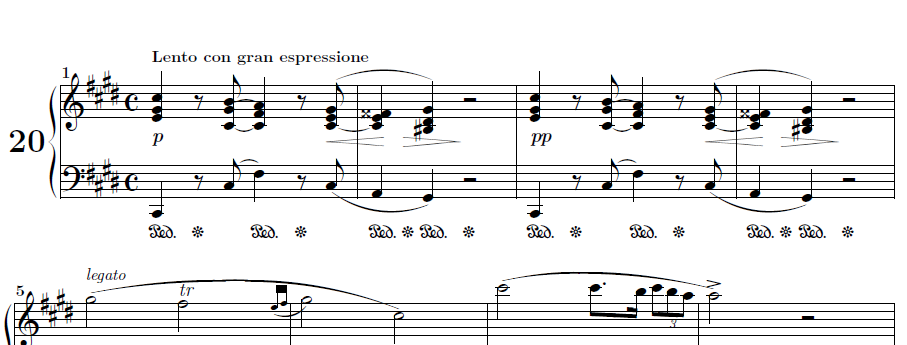 Lento con gran espressione
1
20
p
pp
Ped. Ped. Ped. Ped. Ped. Ped. Ped. Ped.
5
legato
tr
3